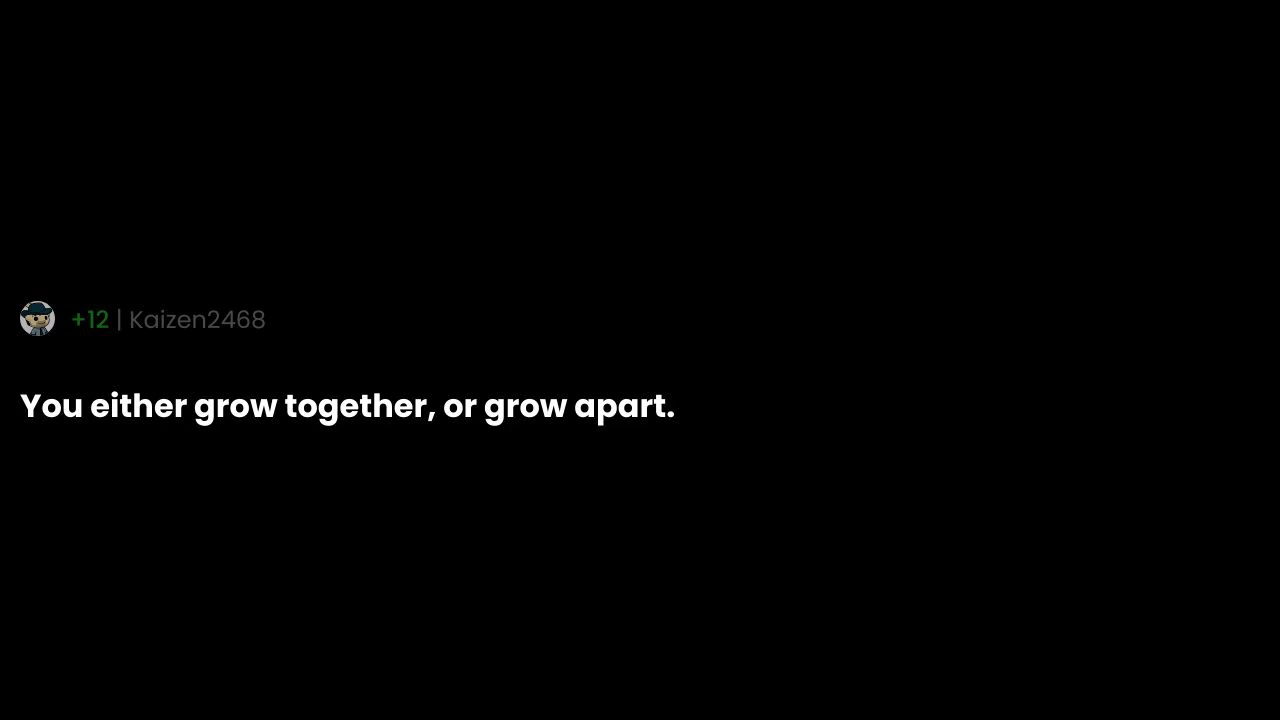 +12 | Kaizen2468
You either grow together, or grow apart.